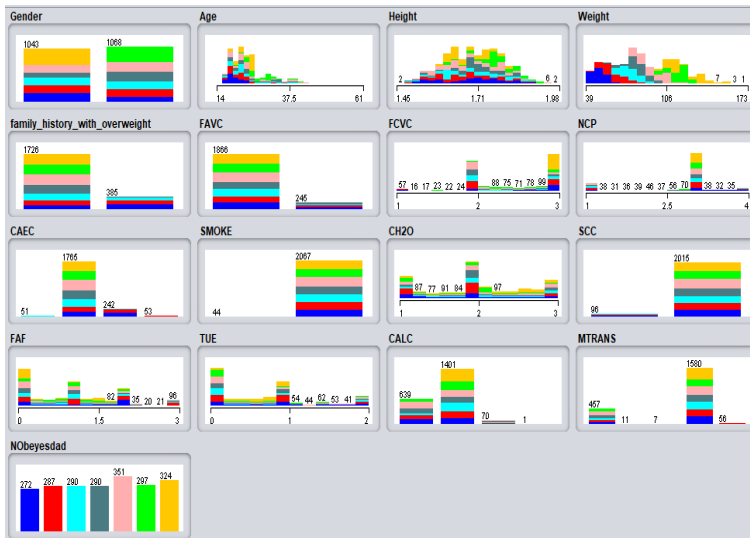 Gender
Age
Height
Weight
1043
1068
14
37.5
61
2
6 2
1.45
1.71
1.98
7
3
1
39
106
173
family_history_with_overweight
FAVC
FCVC
NCP
1726
385
1866
245
57 16 17 23 22 24
88 75 71 78 99
1
2
3
38 31 36 39 46 37 56 70
38 32 35
1
2.5
4
CAEC
SMOKE
CH2O
SCC
51
1765
242
53
44
2067
87 77 91 84
97
1
2
3
96
2015
FAF
TUE
CALC
MTRANS
82 35 20 21 96
0
1.5
3
54 44 62 53 41
0
1
2
639
1401
70
1
457
11
7
1580
56
NObeyesdad
272
287
290
290
351
297
324